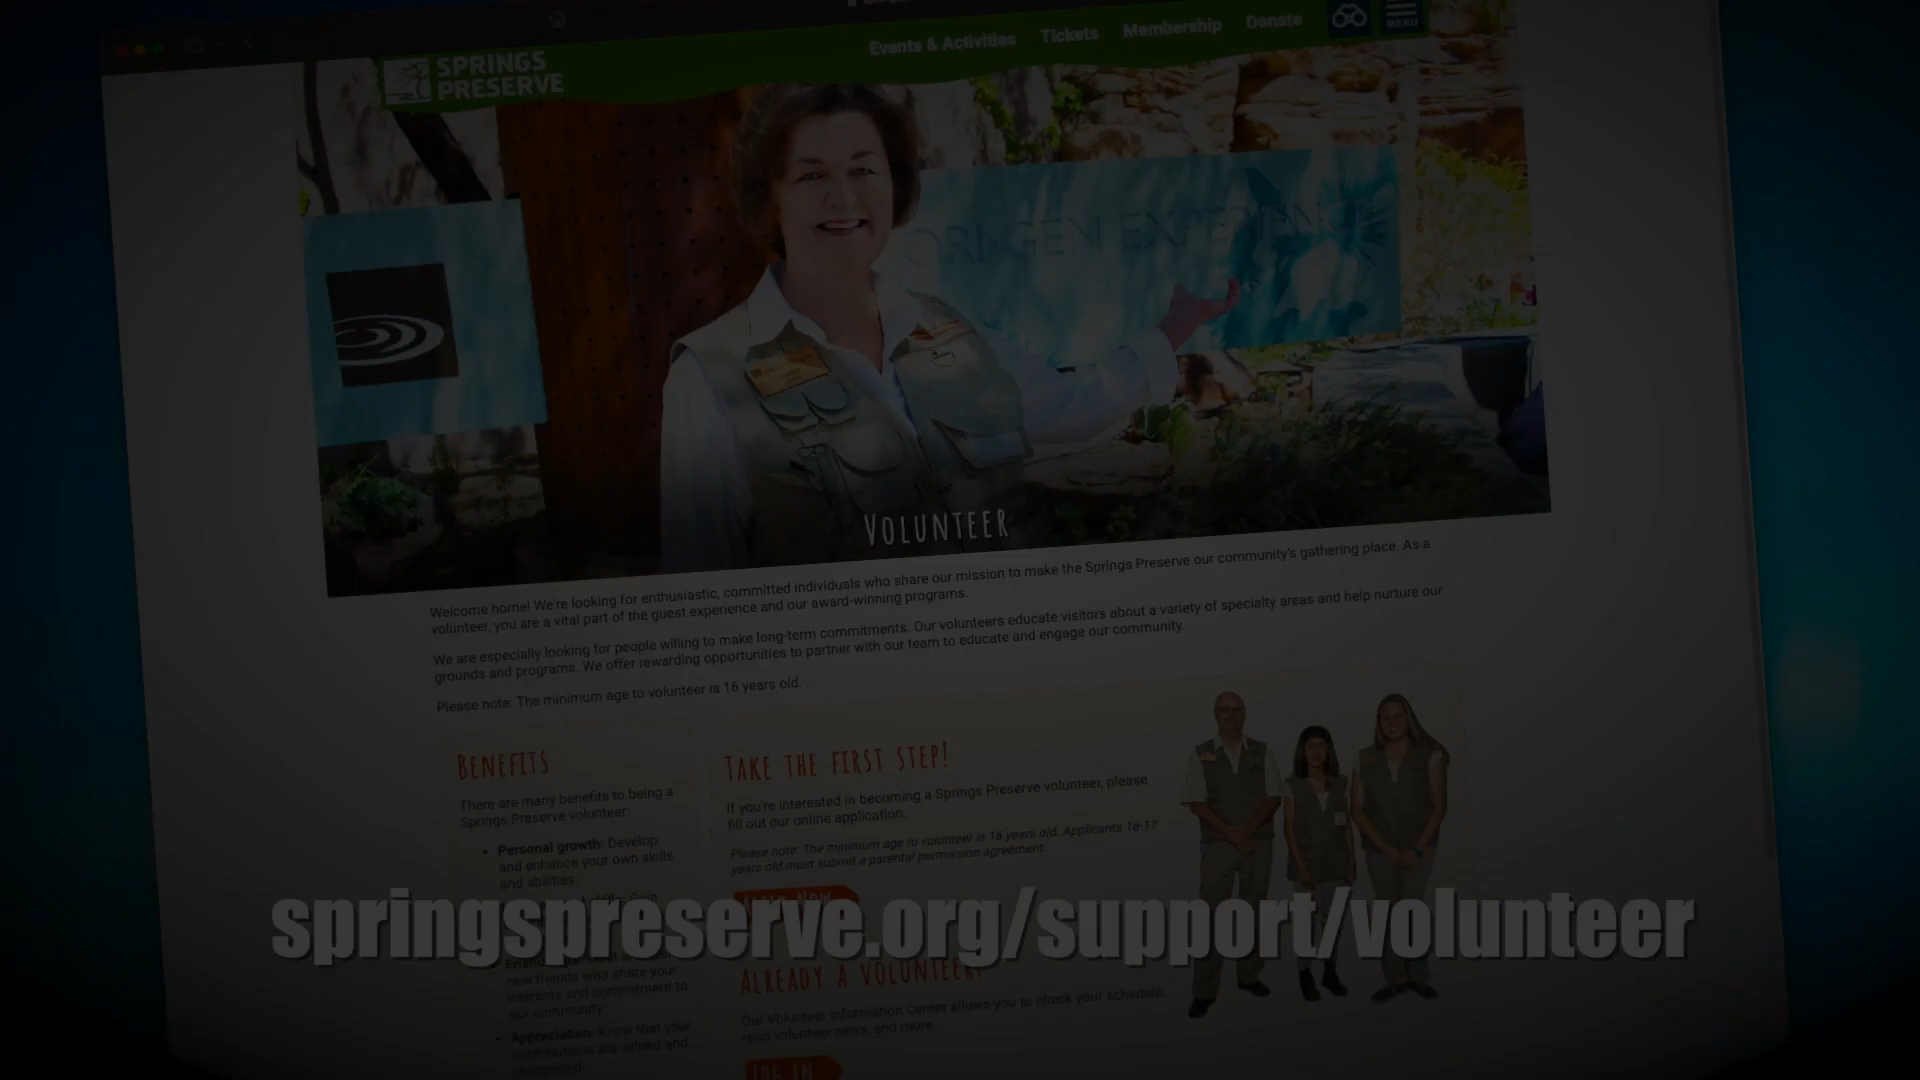 Events & Activities Tickets Membership Donate MENU
SPRINGS
PRESERVE
ORIGEN EXPERIENCE
VOLUNTEER
Welcome home! We're looking for enthusiastic, committed individuals who share our mission to make the Springs Preserve our community's gathering place. As a
volunteer, you are a vital part of the guest experience and our award-winning programs.
We are especially looking for people willing to make long-term commitments. Our volunteers educate visitors about a variety of specialty areas and help nurture our
grounds and programs. We offer rewarding opportunities to partner with our team to educate and engage our community.
Please note: The minimum age to volunteer is 16 years old.
BENEFITS
There are many benefits to being a
Springs Preserve volunteer:
• Personal growth: Develop
and enhance your own skills
and abilities.
new friends who share your
interests and commitment to
our community
• Appreciation: Know that your
contributions are valued and
recognized
TAKE THE FIRST STEP!
If you're interested in becoming a Springs Preserve volunteer, please
fill out our online application.
Please note: The minimum age to volunteer is 16 years old. Applicants 16-17
years old must submit a parental permission agreement.
APPLY NOW
ALREADY A VOLUNTEER?
Our Volunteer Information Center allows you to check your schedule,
read volunteer news, and more.
LOG IN
springspreserve.org/support/volunteer